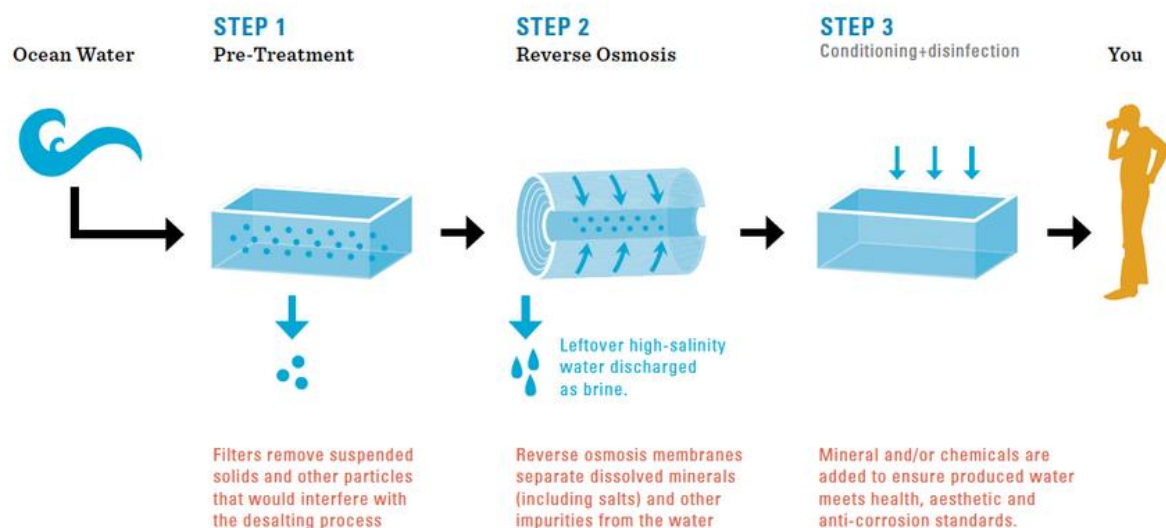 Ocean Water
STEP 1
Pre-Treatment
STEP 2
Reverse Osmosis
STEP 3
Conditioning+disinfection
You
Leftover high-salinity
water discharged
as brine.
Filters remove suspended
solids and other particles
that would interfere with
the desalting process
Reverse osmosis membranes
separate dissolved minerals
(including salts) and other
impurities from the water
Mineral and/or chemicals are
added to ensure produced water
meets health, aesthetic and
anti-corrosion standards.